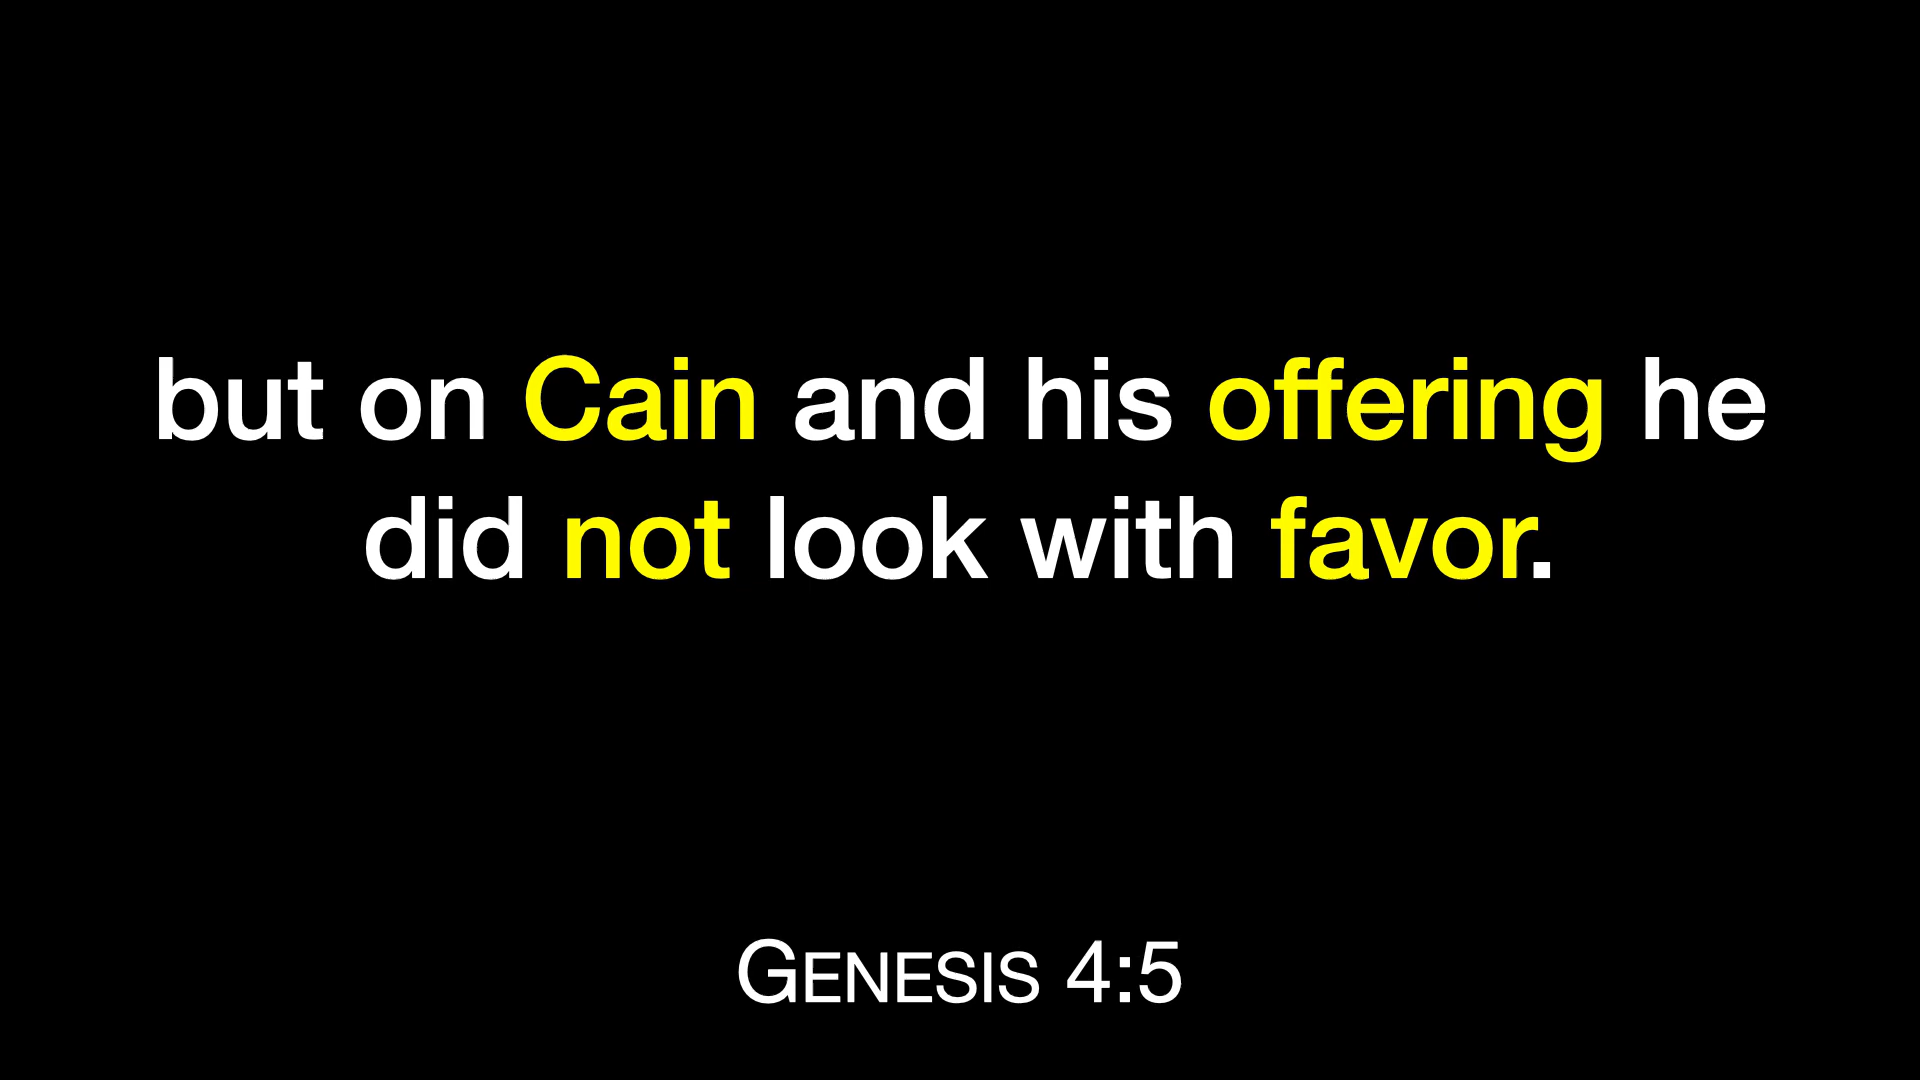 but on Cain and his offering he
did not look with favor.
GENESIS 4:5